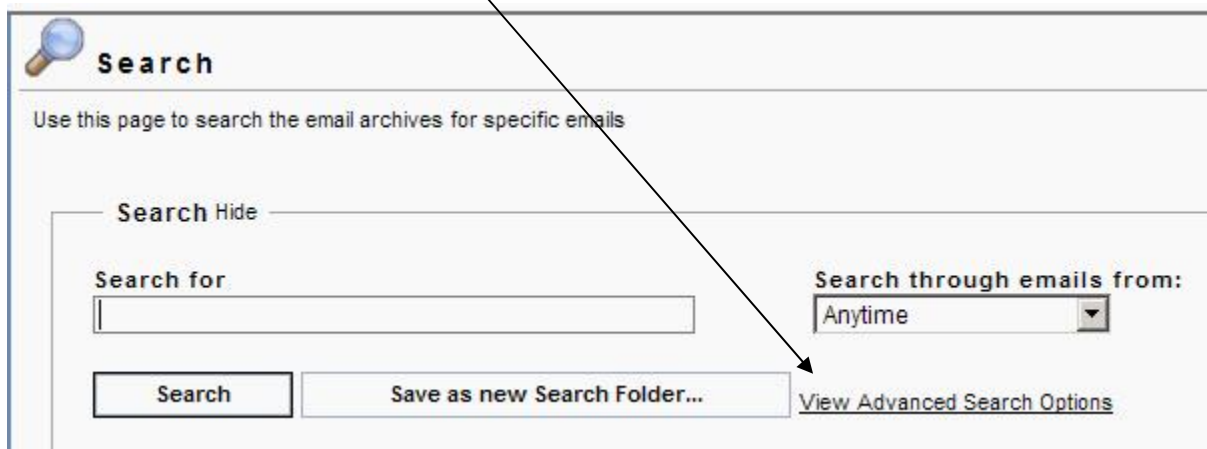 Search
Use this page to search the email archives for specific emails
Search Hide
Search for
Search through emails from:
Anytime
Search
Save as new Search Folder...
View Advanced Search Options